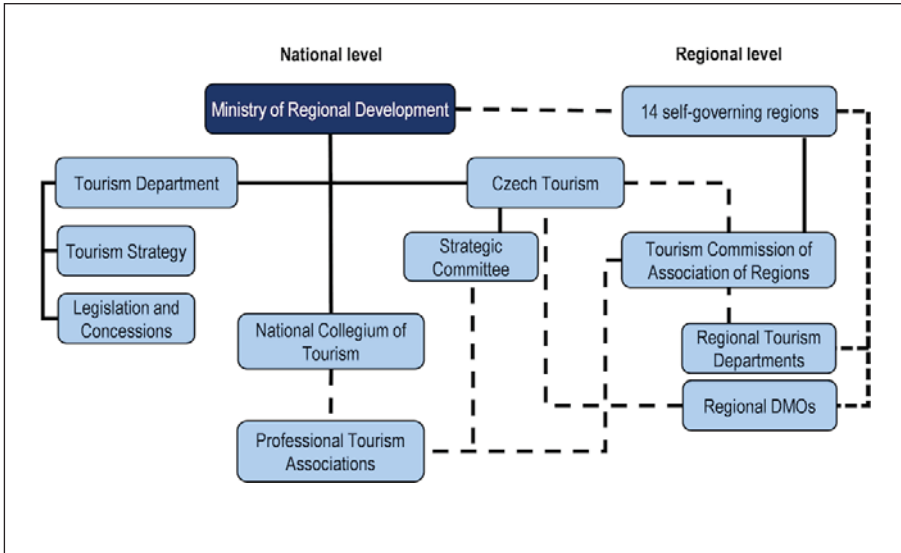 National level
Regional level
Ministry of Regional Development
14 self-governing regions
Tourism Department
Czech Tourism
Tourism Strategy
Strategic
Committee
Tourism Commission of
Association of Regions
Legislation and
Concessions
National Collegium of
Tourism
Regional Tourism
Departments
Regional DMOs
Professional Tourism
Associations